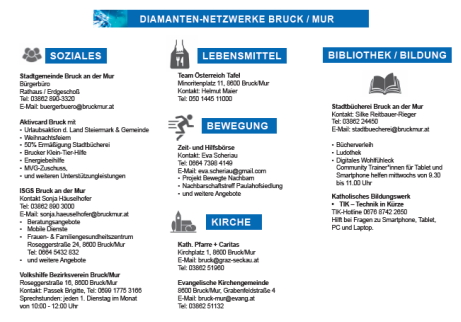 DIAMANTEN-NETZWERKE BRUCK / MUR
SOZIALES
Stadtgemeinde Bruck an der Mur
Bürgerbüro
Rathaus / Erdgeschoß
Tel: 03862 890-3320
E-Mail: buergerbuero@bruckmur.at
Aktivcard Bruck mit
• Urlaubsaktion d. Land Steiermark & Gemeinde
• Weihnachtsfeiern
• 50% Ermäßigung Stadtbücherei
• Brucker Klein-Tier-Hilfe
• Energiebeihilfe
• MVG-Zuschuss,
• und weiteren Unterstützungleistungen
ISGS Bruck an der Mur
Kontakt Sonja Häuselhofer
Tel: 03862 890 3000
E-Mail: sonja.haeuselhofer@bruckmur.at
• Beratungsangebote
• Mobile Dienste
• Frauen- & Familiengesundheitszentrum
Roseggerstraße 24, 8600 Bruck/Mur
Tel: 0664 5432 832
• und weitere Angebote
Volkshilfe Bezirksverein Bruck/Mur
Roseggerstraße 16, 8600 Bruck/Mur
Kontakt: Passek Brigitte, Tel: 0699 1775 3166
Sprechstunden: jeden 1. Dienstag im Monat
von 10:00 - 12:00 Uhr
LEBENSMITTEL
Team Österreich Tafel
Minoritenplatz 11, 8600 Bruck/Mur
Kontakt: Helmut Maier
Tel: 050 1445 11000
BEWEGUNG
Zeit- und Hilfsbörse
Kontakt: Eva Scheriau
Tel: 0664 7398 4149
E-Mail: eva.scheriau@gmail.com
• Projekt Bewegte Nachbarn
• Nachbarschaftstreff Paulahofsiedlung
• und weitere Angebote
KIRCHE
Kath. Pfarre + Caritas
Kirchplatz 1, 8600 Bruck/Mur
E-Mail: bruck@graz-seckau.at
Tel: 03862 51960
Evangelische Kirchengemeinde
8600 Bruck/Mur, Grabenfeldstraße 4
E-Mail: bruck-mur@evang.at
Tel: 03862 51132
BIBLIOTHEK / BILDUNG
Stadtbücherei Bruck an der Mur
Kontakt: Silke Reitbauer-Rieger
Tel: 03862 24450
E-Mail: stadtbuecherei@bruckmur.at
• Bücherverleih
• Ludothek
• Digitales Wohlfühleck
Community Trainer*innen für Tablet und
Smartphone helfen mittwochs von 9.30
bis 11.00 Uhr
Katholisches Bildungswerk
• TIK – Technik in Kürze
TIK-Hotline 0676 8742 2650
Hilft bei Fragen zu Smartphone, Tablet,
PC und Laptop.